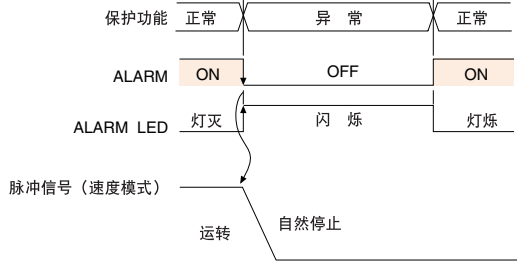 保护功能 正常 异 常 正常
ALARM ON OFF ON
ALARM LED 灯灭 闪 烁 灯烁
脉冲信号（速度模式）
运转 自然停止